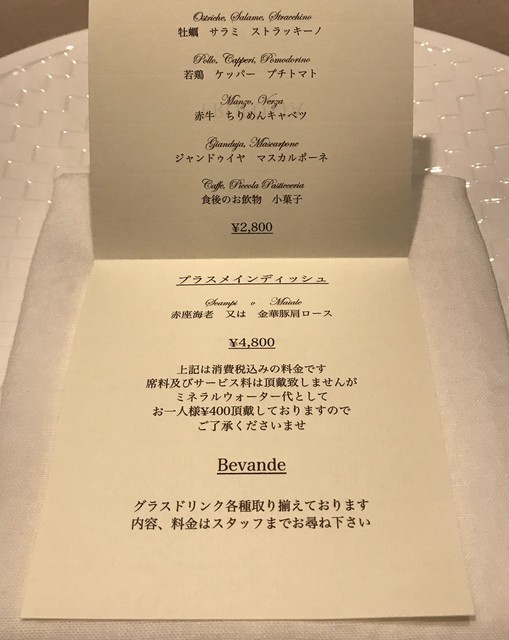 Ostriche, Salame, Stracchino
牡蠣　サラミ　ストラッキーノ
Pollo, Capperi, Pomodorino
若鶏　ケッパー　プチトマト
Manzo, Verza
赤牛　ちりめんキャベツ
Gianduja, Mascarpone
ジャンドゥイヤ　マスカルポーネ
Caffe, Piccola Pasticceria
食後のお飲物　小菓子
¥2,800
プラスメインディッシュ
Scampi　o　Maiale
赤座海老　又は　金華豚肩ロース
¥4,800
上記は消費税込みの料金です
席料及びサービス料は頂戴致しませんが
ミネラルウォーター代として
お一人様¥400頂戴しておりますので
ご了承くださいませ
Bevande
グラスドリンク各種取り揃えております
内容、料金はスタッフまでお尋ね下さい